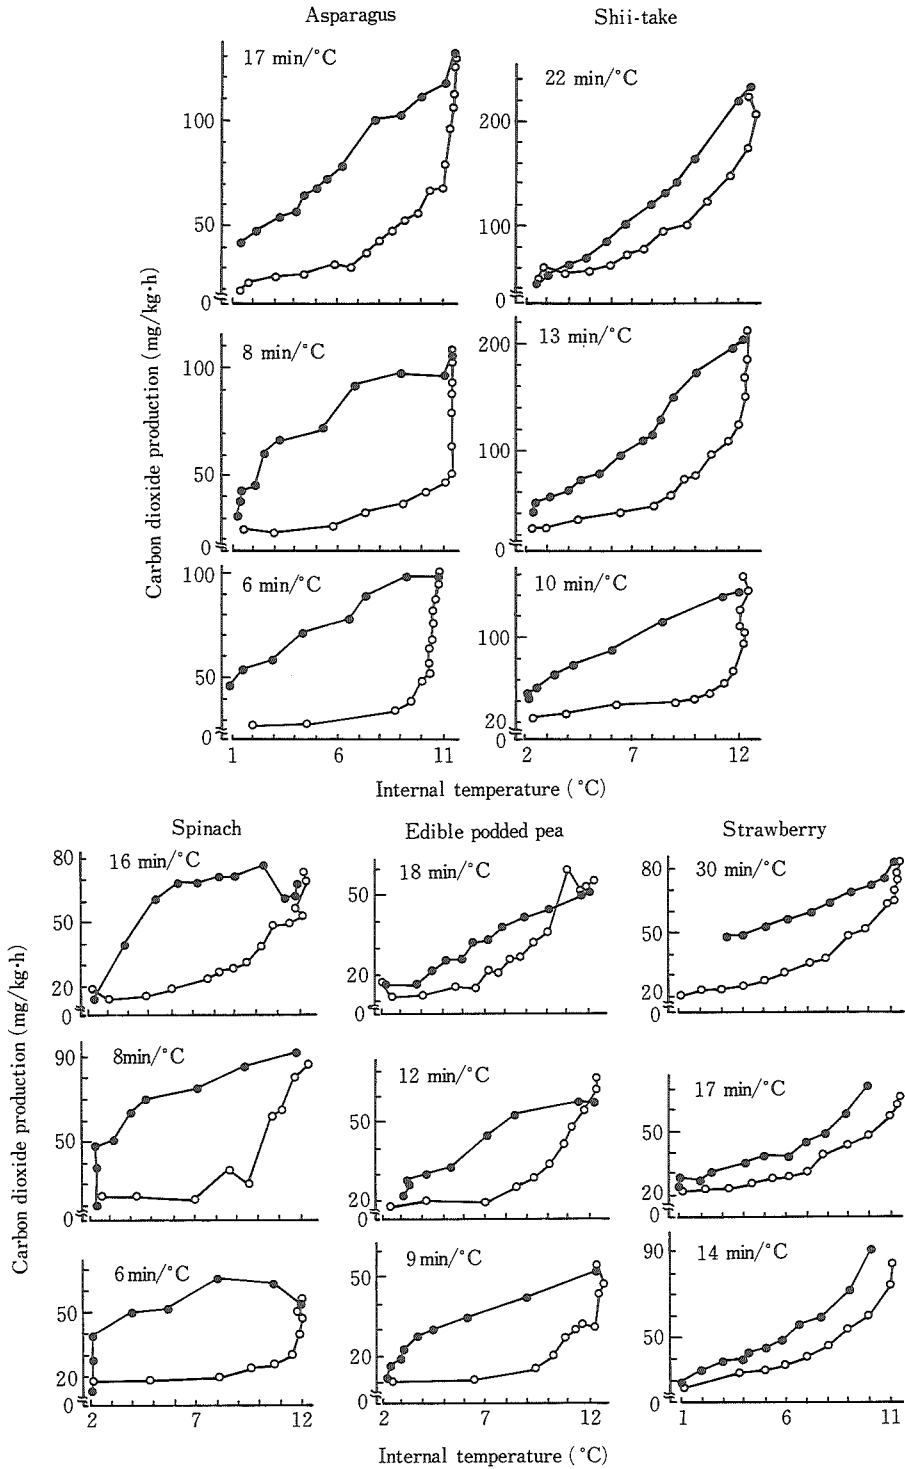 Asparagus
Shii-take
17 min/°C
22 min/°C
100
50
0
200
100
0
Carbon dioxide production (mg/kg·h)
8 min/°C
13 min/°C
100
50
0
200
100
0
6 min/°C
10 min/°C
100
50
0
100
20
0
1 6 11
2 7 12
Internal temperature (°C)
Spinach
Edible podded pea
Strawberry
16 min/°C
18 min/°C
30 min/°C
80
50
20
0
50
20
0
80
50
20
0
Carbon dioxide production (mg/kg·h)
8min/°C
12 min/°C
17 min/°C
90
50
0
50
20
0
50
20
0
6 min/°C
9 min/°C
14 min/°C
50
20
0
50
20
0
90
50
0
2 7 12
2 7 12
1 6 11
Internal temperature (°C)